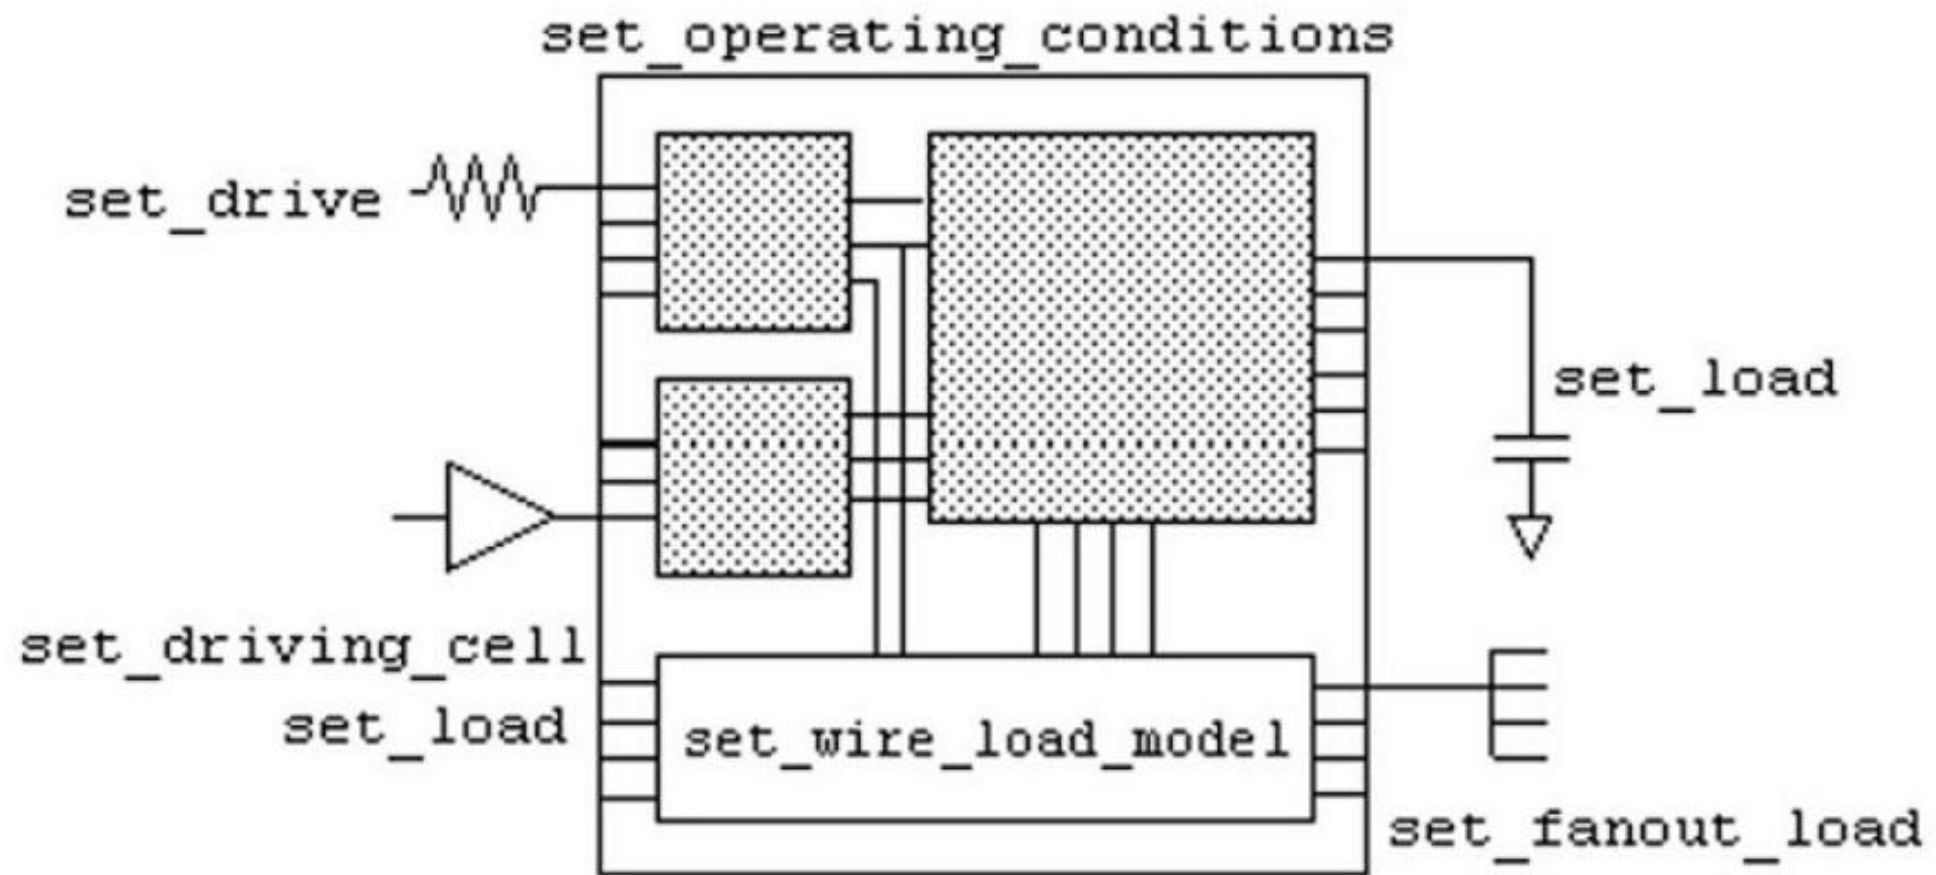 set_operating_conditions
set_drive
set_load
set_driving_cell
set_load
set_wire_load_model
set_fanout_load